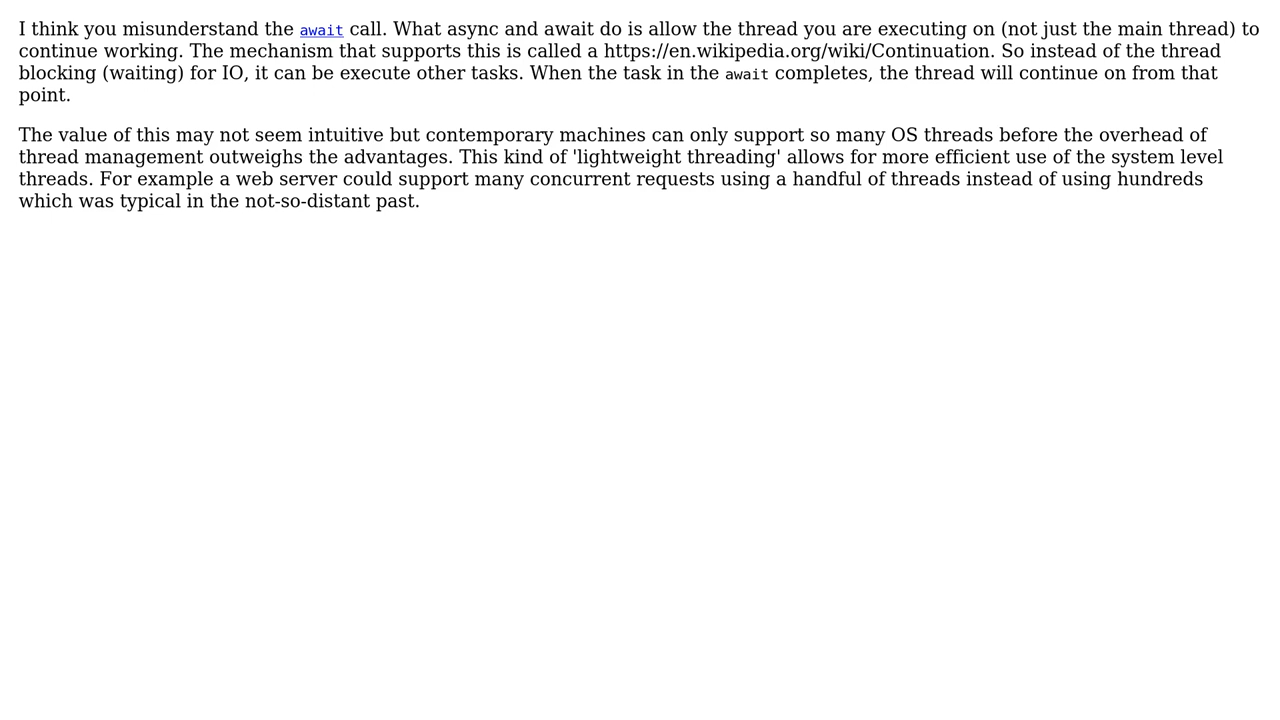 I think you misunderstand the await call. What async and await do is allow the thread you are executing on (not just the main thread) to
continue working. The mechanism that supports this is called a https://en.wikipedia.org/wiki/Continuation. So instead of the thread
blocking (waiting) for IO, it can be execute other tasks. When the task in the await completes, the thread will continue on from that
point.
The value of this may not seem intuitive but contemporary machines can only support so many OS threads before the overhead of
thread management outweighs the advantages. This kind of 'lightweight threading' allows for more efficient use of the system level
threads. For example a web server could support many concurrent requests using a handful of threads instead of using hundreds
which was typical in the not-so-distant past.